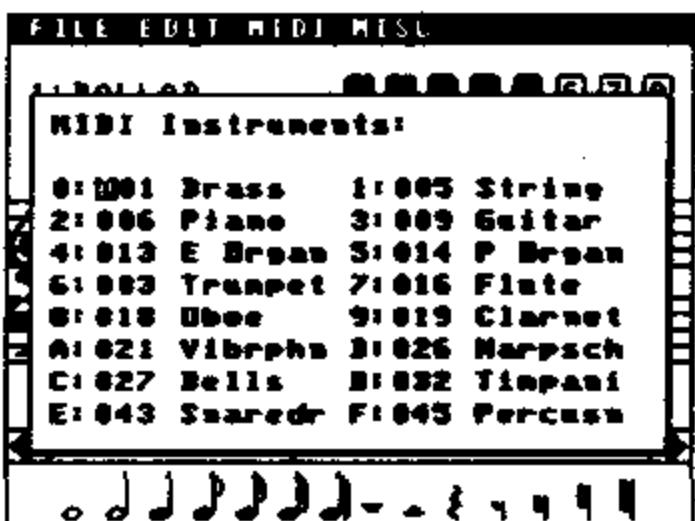 FILE EDIT MIDI MISC
MIDI Instruments:
0:001 Brass 1:005 String
2:006 Piano 3:009 Guitar
4:013 E Organ 5:014 P Organ
6:003 Trumpet 7:016 Flute
8:018 Oboe 9:019 Clarnet
A:021 Vibrphn B:026 Harpsch
C:027 Bells D:032 Timpani
E:043 Snaredr F:045 Percusn